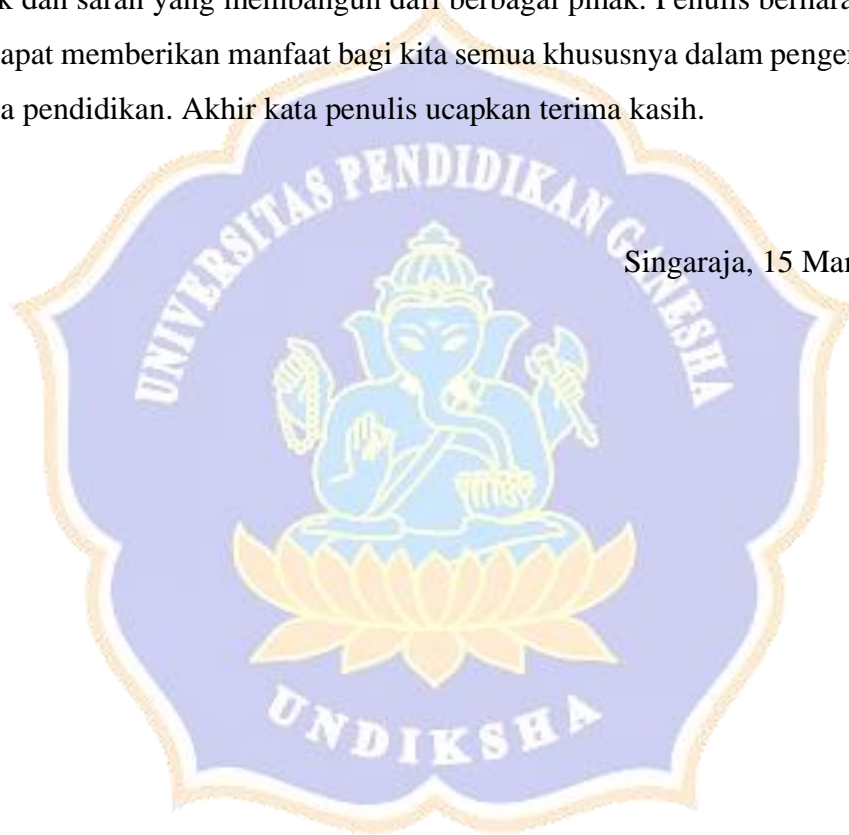 k dan saran yang membangun dari berbagai pihak. Penulis berhara
apat memberikan manfaat bagi kita semua khususnya dalam penge
a pendidikan. Akhir kata penulis ucapkan terima kasih.
UNIVERSITAS PENDIDIKAN GANESHA
Singaraja, 15 Mar
UNDIKSHA